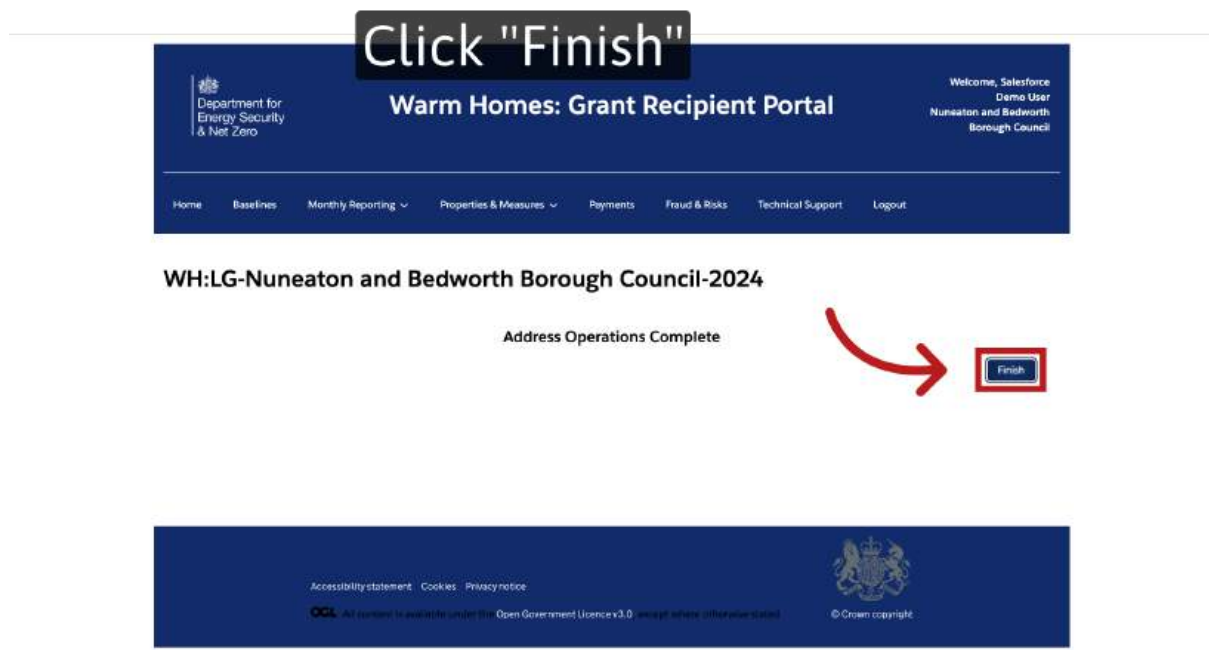 Click "Finish"
Department for
Energy Security
& Net Zero
Warm Homes: Grant Recipient Portal
Welcome, Salesforce
Demo User
Nuneaton and Bedworth
Borough Council
Home Baselines Monthly Reporting Properties & Measures Payments Fraud & Risks Technical Support Logout
WH:LG-Nuneaton and Bedworth Borough Council-2024
Address Operations Complete
Finish
Accessibility statement Cookies Privacy notice
OGL All content is available under the Open Government Licence v3.0, except where otherwise stated
© Crown copyright